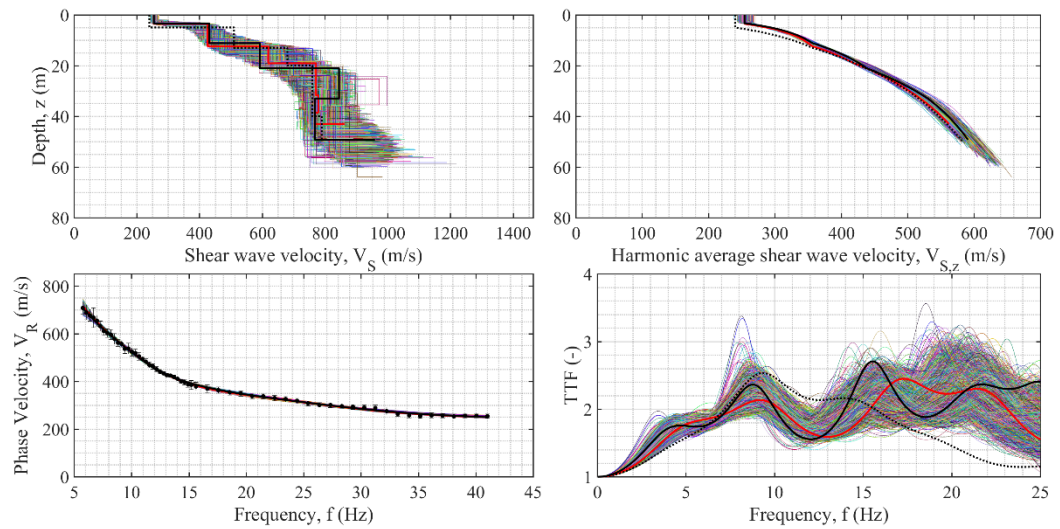 0
20
40
60
80
Depth, z (m)
0 200 400 600 800 1000 1200 1400
Shear wave velocity, V_S (m/s)
0
20
40
60
80
0 100 200 300 400 500 600 700
Harmonic average shear wave velocity, V_S,z (m/s)
800
600
400
200
0
Phase Velocity, V_R (m/s)
5 10 15 20 25 30 35 40 45
Frequency, f (Hz)
4
3
2
1
TTF (-)
0 5 10 15 20 25
Frequency, f (Hz)